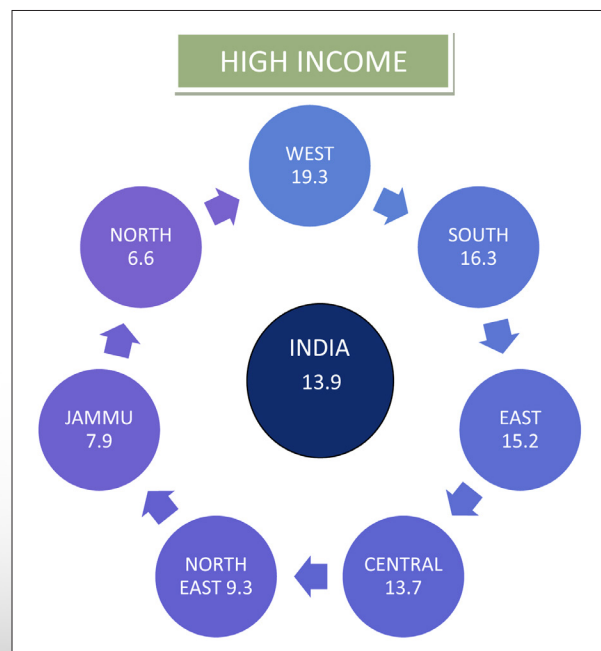 HIGH INCOME
WEST
19.3
SOUTH
16.3
EAST
15.2
CENTRAL
13.7
NORTH
EAST 9.3
JAMMU
7.9
NORTH
6.6
INDIA
13.9